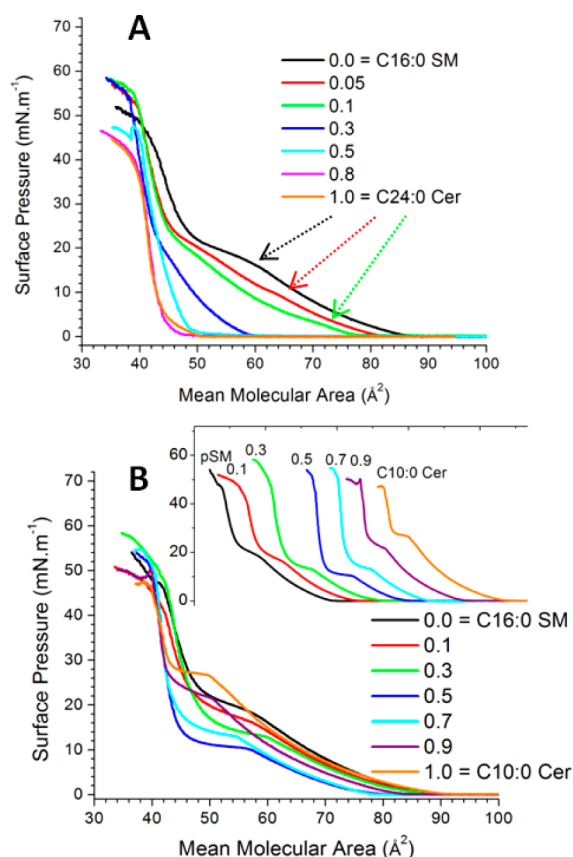 A
70
60
50
40
30
20
10
0
Surface Pressure (mN.m⁻¹)
0.0 = C16:0 SM
0.05
0.1
0.3
0.5
0.8
1.0 = C24:0 Cer
30 40 50 60 70 80 90 100
Mean Molecular Area (Å²)
B
60
40
20
0
pSM
0.1
0.3
0.5
0.7
0.9
C10:0 Cer
70
60
50
40
30
20
10
0
Surface Pressure (mN.m⁻¹)
0.0 = C16:0 SM
0.1
0.3
0.5
0.7
0.9
1.0 = C10:0 Cer
30 40 50 60 70 80 90 100
Mean Molecular Area (Å²)